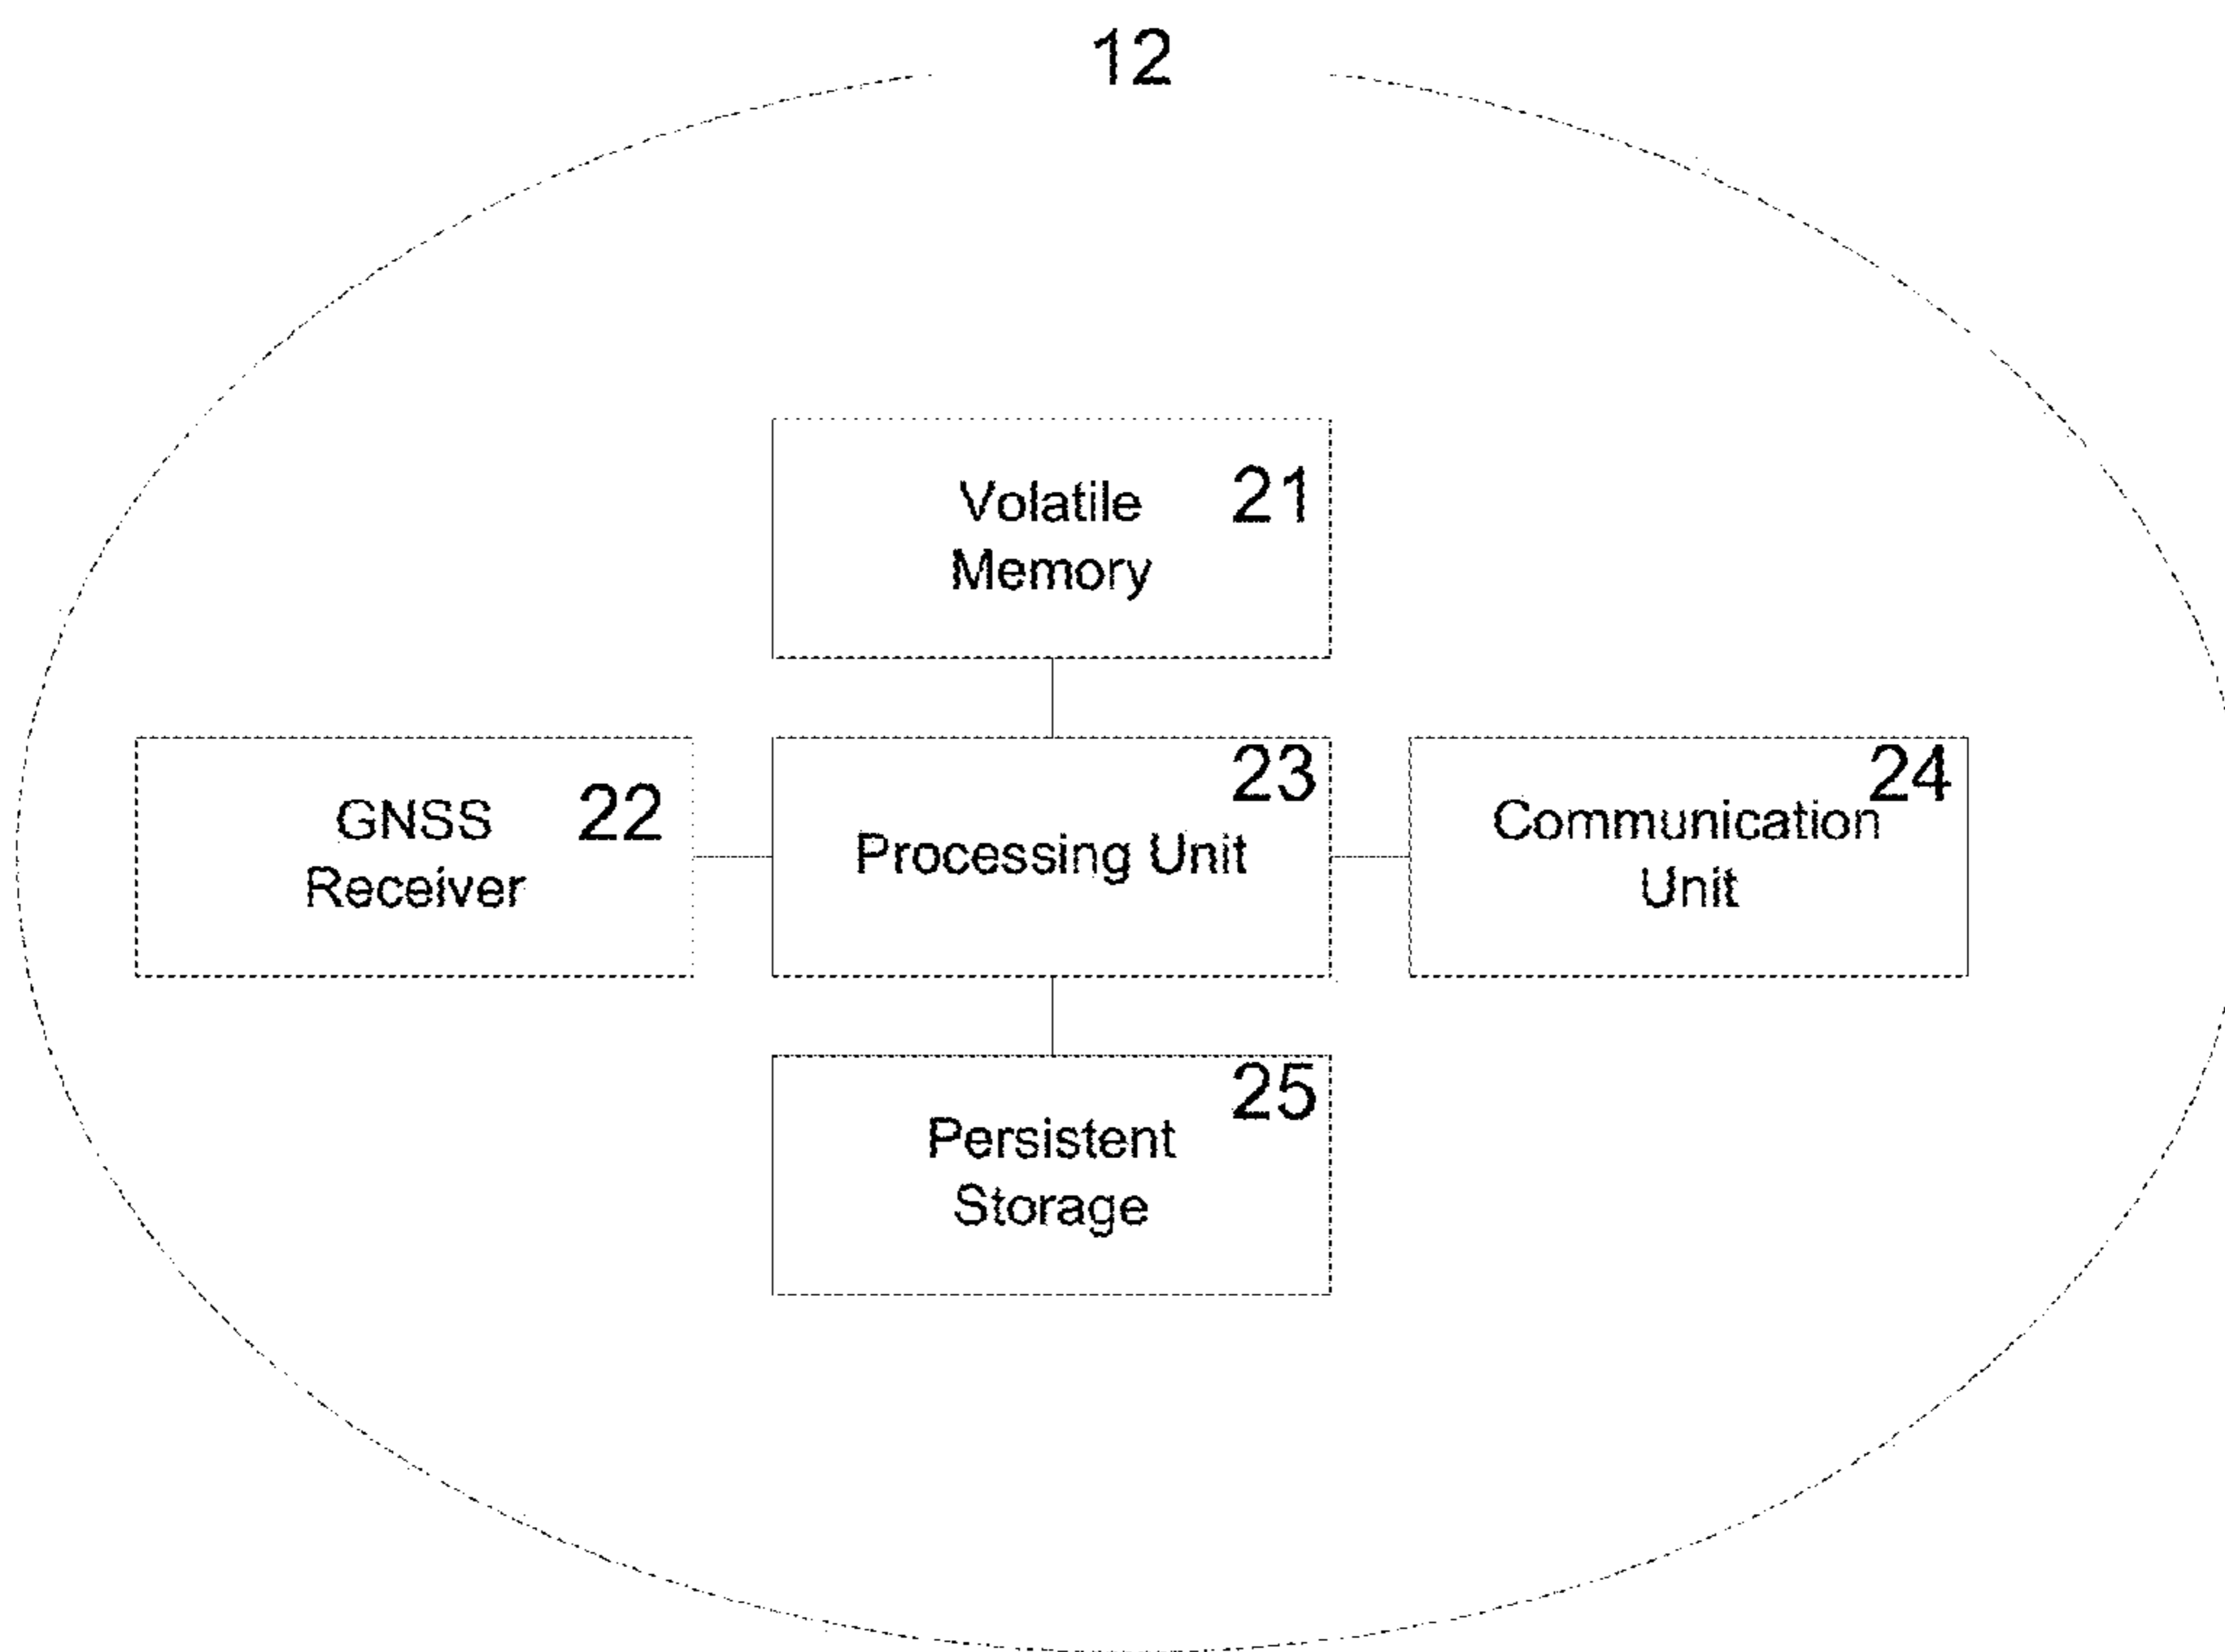 12
Volatile 21
Memory
GNSS 22
Receiver
23
Processing Unit
24
Communication
Unit
25
Persistent
Storage